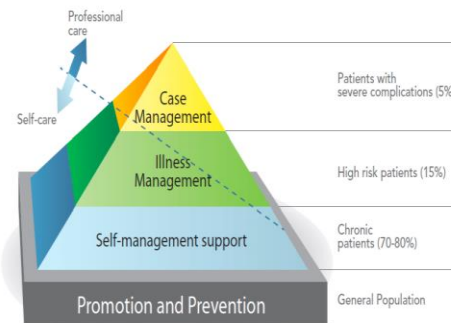 Professional
care
Self-care
Case
Management
Patients with
severe complications (5%
Illness
Management
High risk patients (15%)
Self-management support
Chronic
patients (70-80%)
Promotion and Prevention
General Population